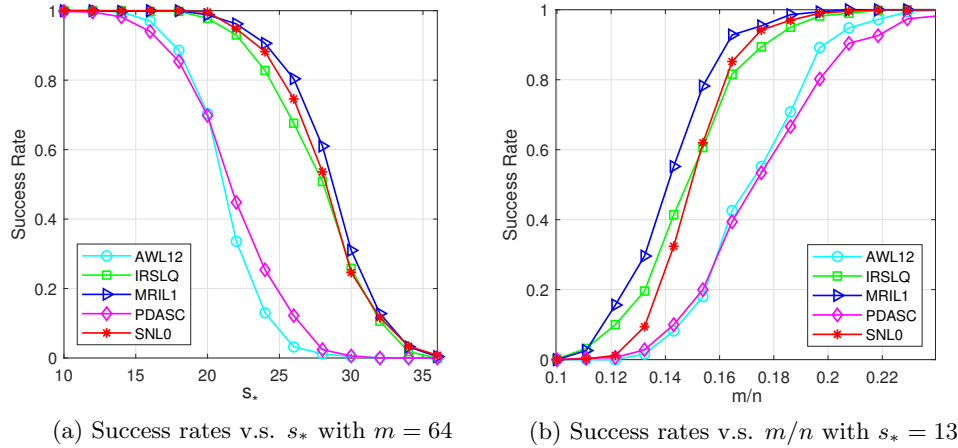 Success Rate
1
0.8
0.6
0.4
0.2
0
AWL12
IRSLQ
MRIL1
PDASC
SNL0
10
15
20
25
30
35
s*
(a) Success rates v.s. s* with m = 64
Success Rate
1
0.8
0.6
0.4
0.2
0
AWL12
IRSLQ
MRIL1
PDASC
SNL0
0.1
0.12
0.14
0.16
0.18
0.2
0.22
m/n
(b) Success rates v.s. m/n with s* = 13